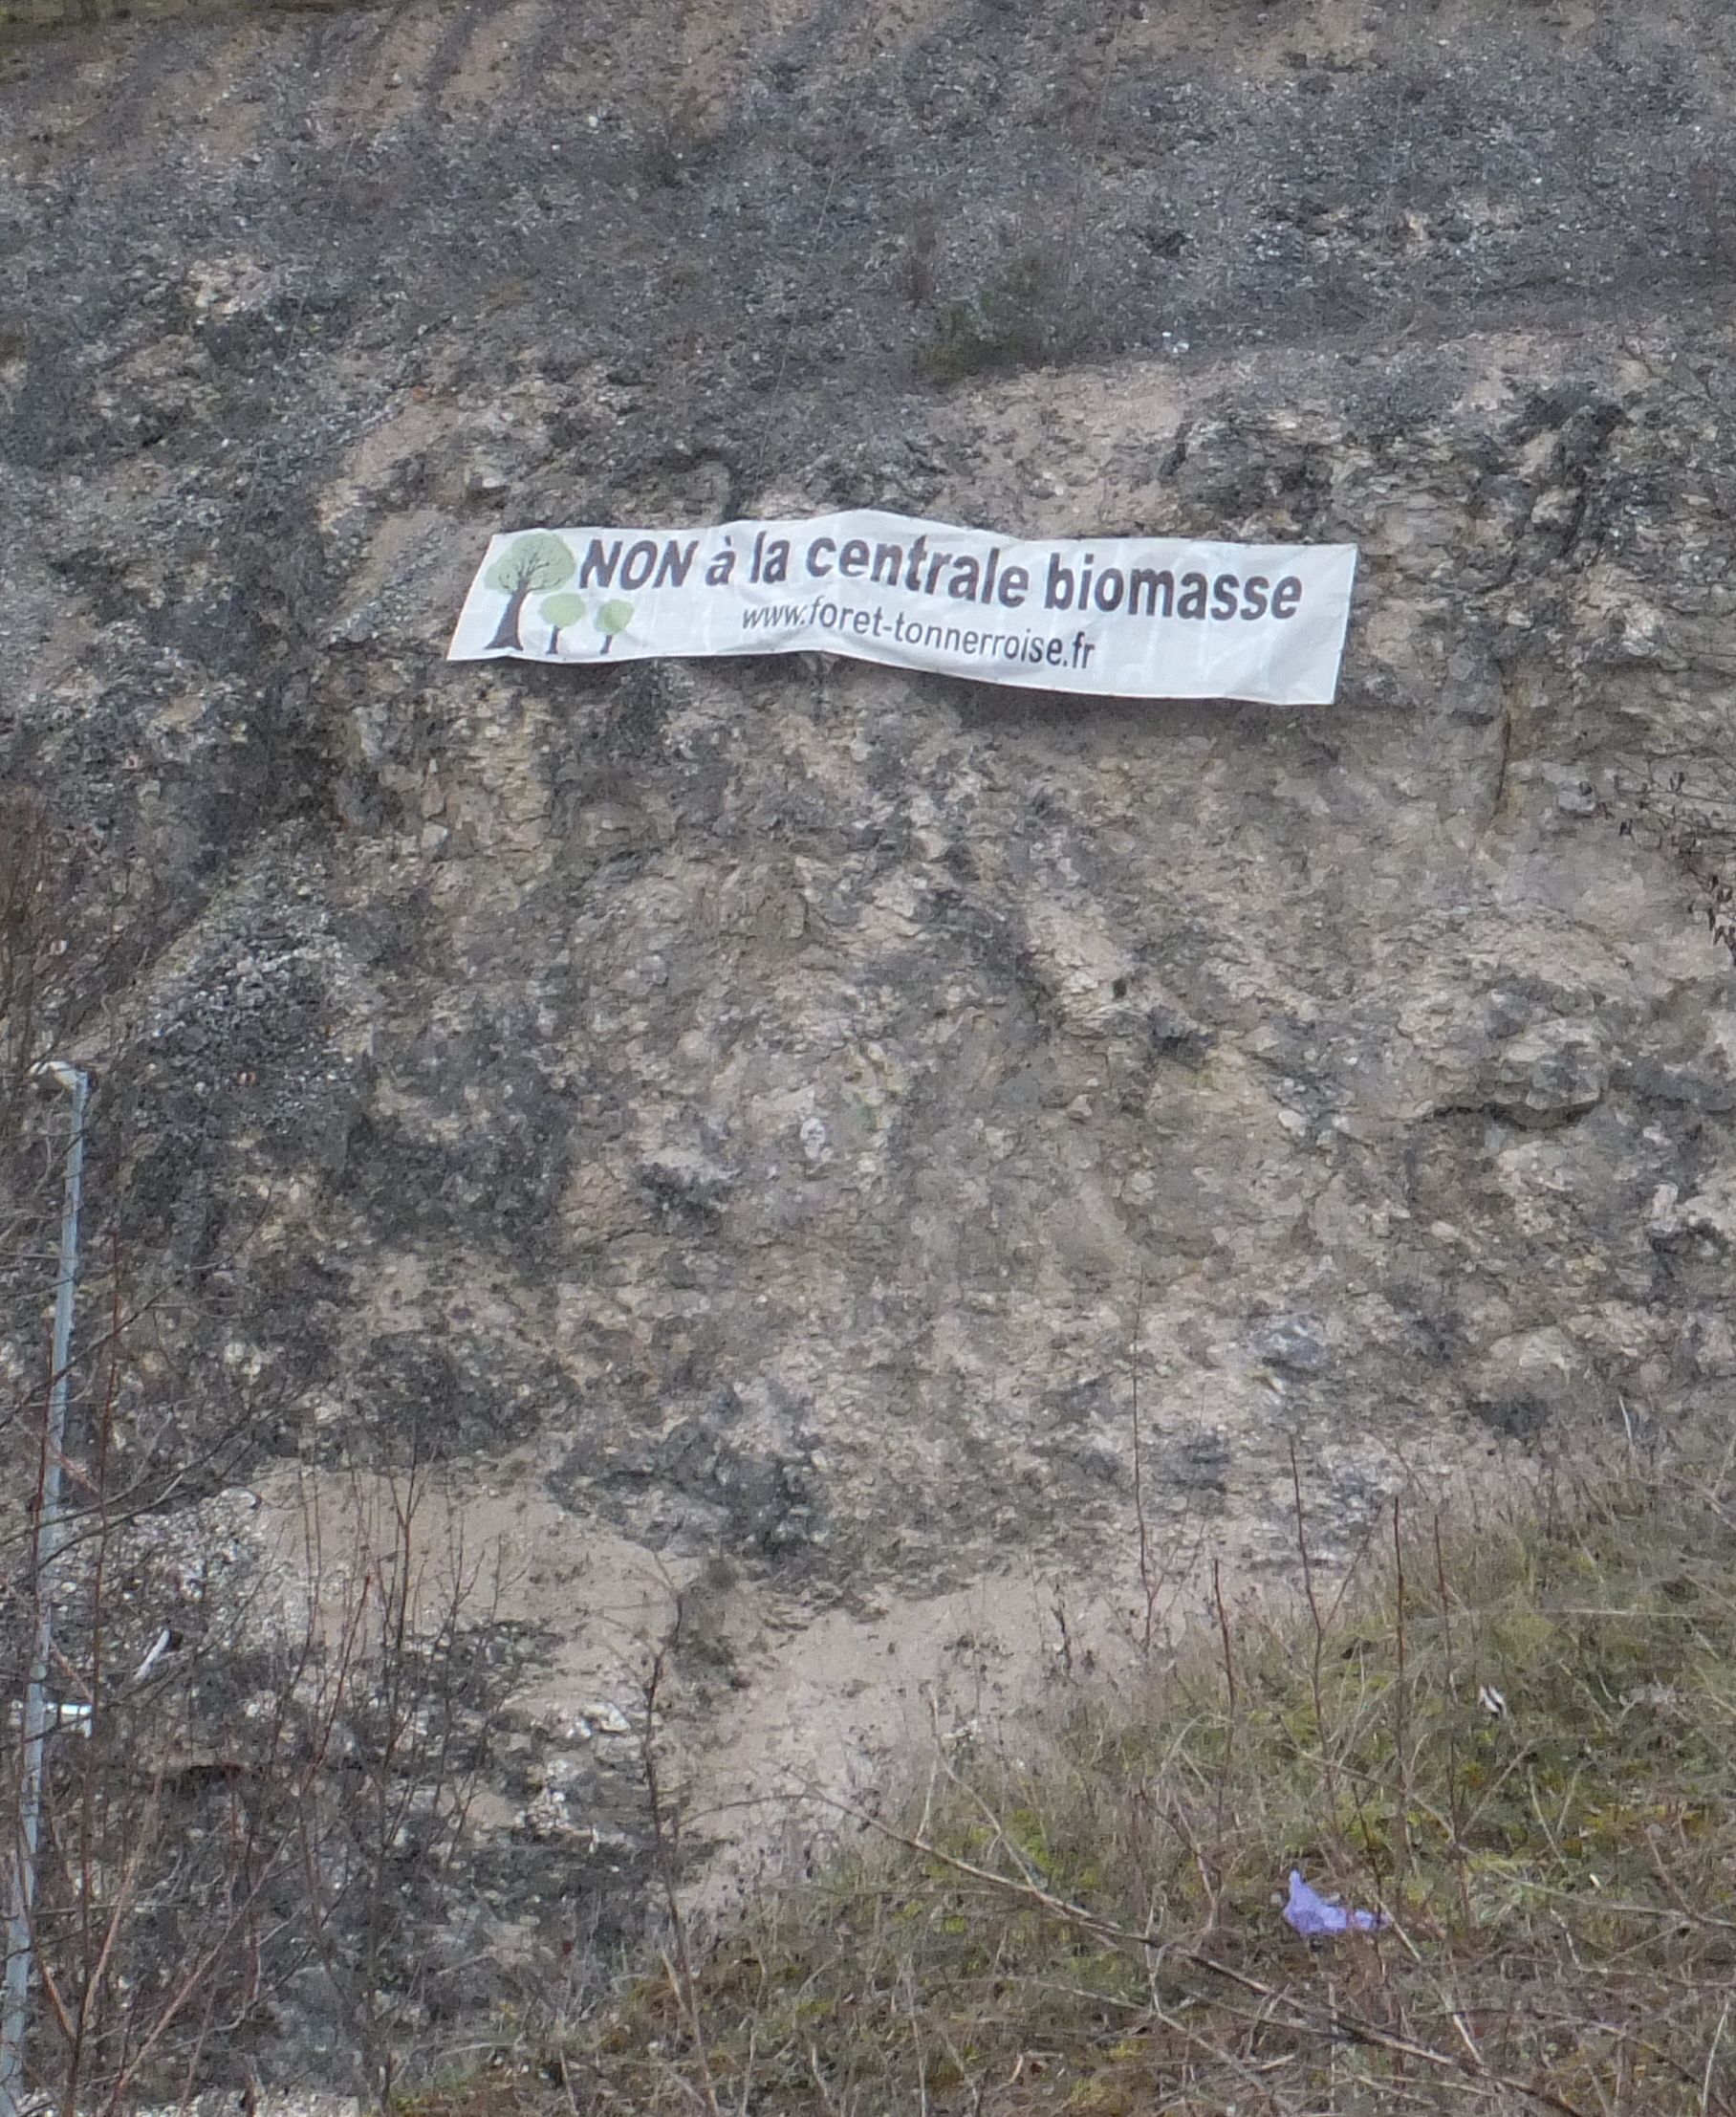 NON à la centrale biomasse
www.foret-tonnerroise.fr